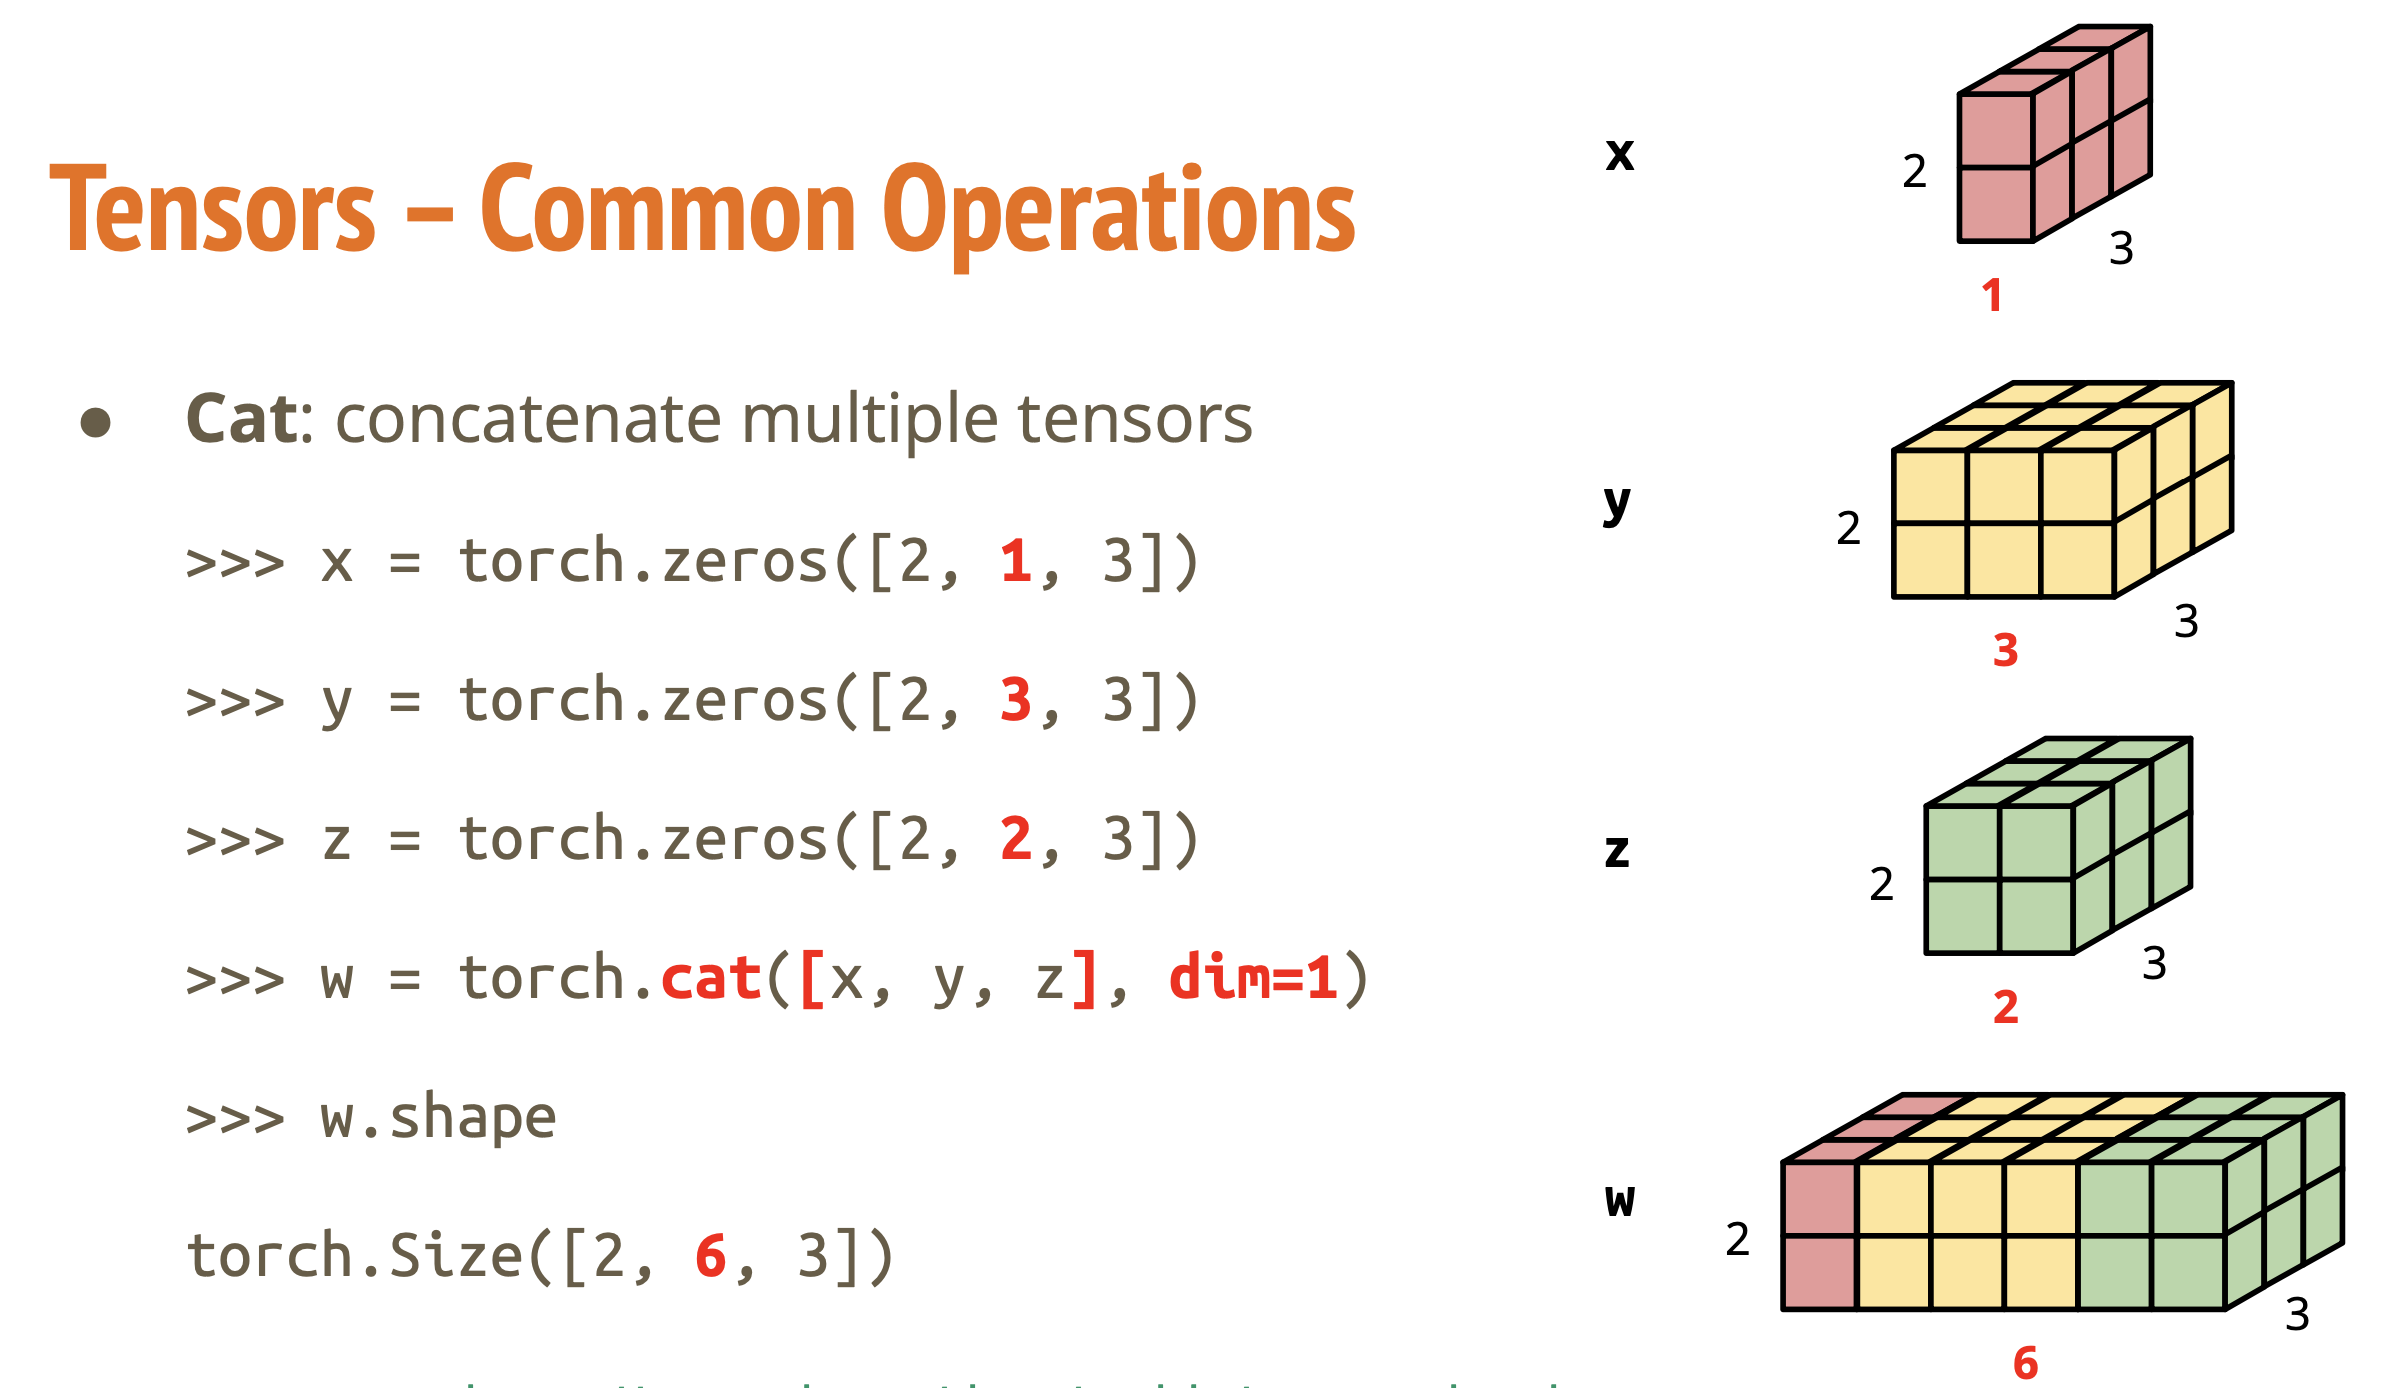 Tensors – Common Operations
● Cat: concatenate multiple tensors
>>> x = torch.zeros([2, 1, 3])
>>> y = torch.zeros([2, 3, 3])
>>> z = torch.zeros([2, 2, 3])
>>> w = torch.cat([x, y, z], dim=1)
>>> w.shape
torch.Size([2, 6, 3])
x
2
3
1
y
2
3
3
z
2
3
2
w
2
3
6